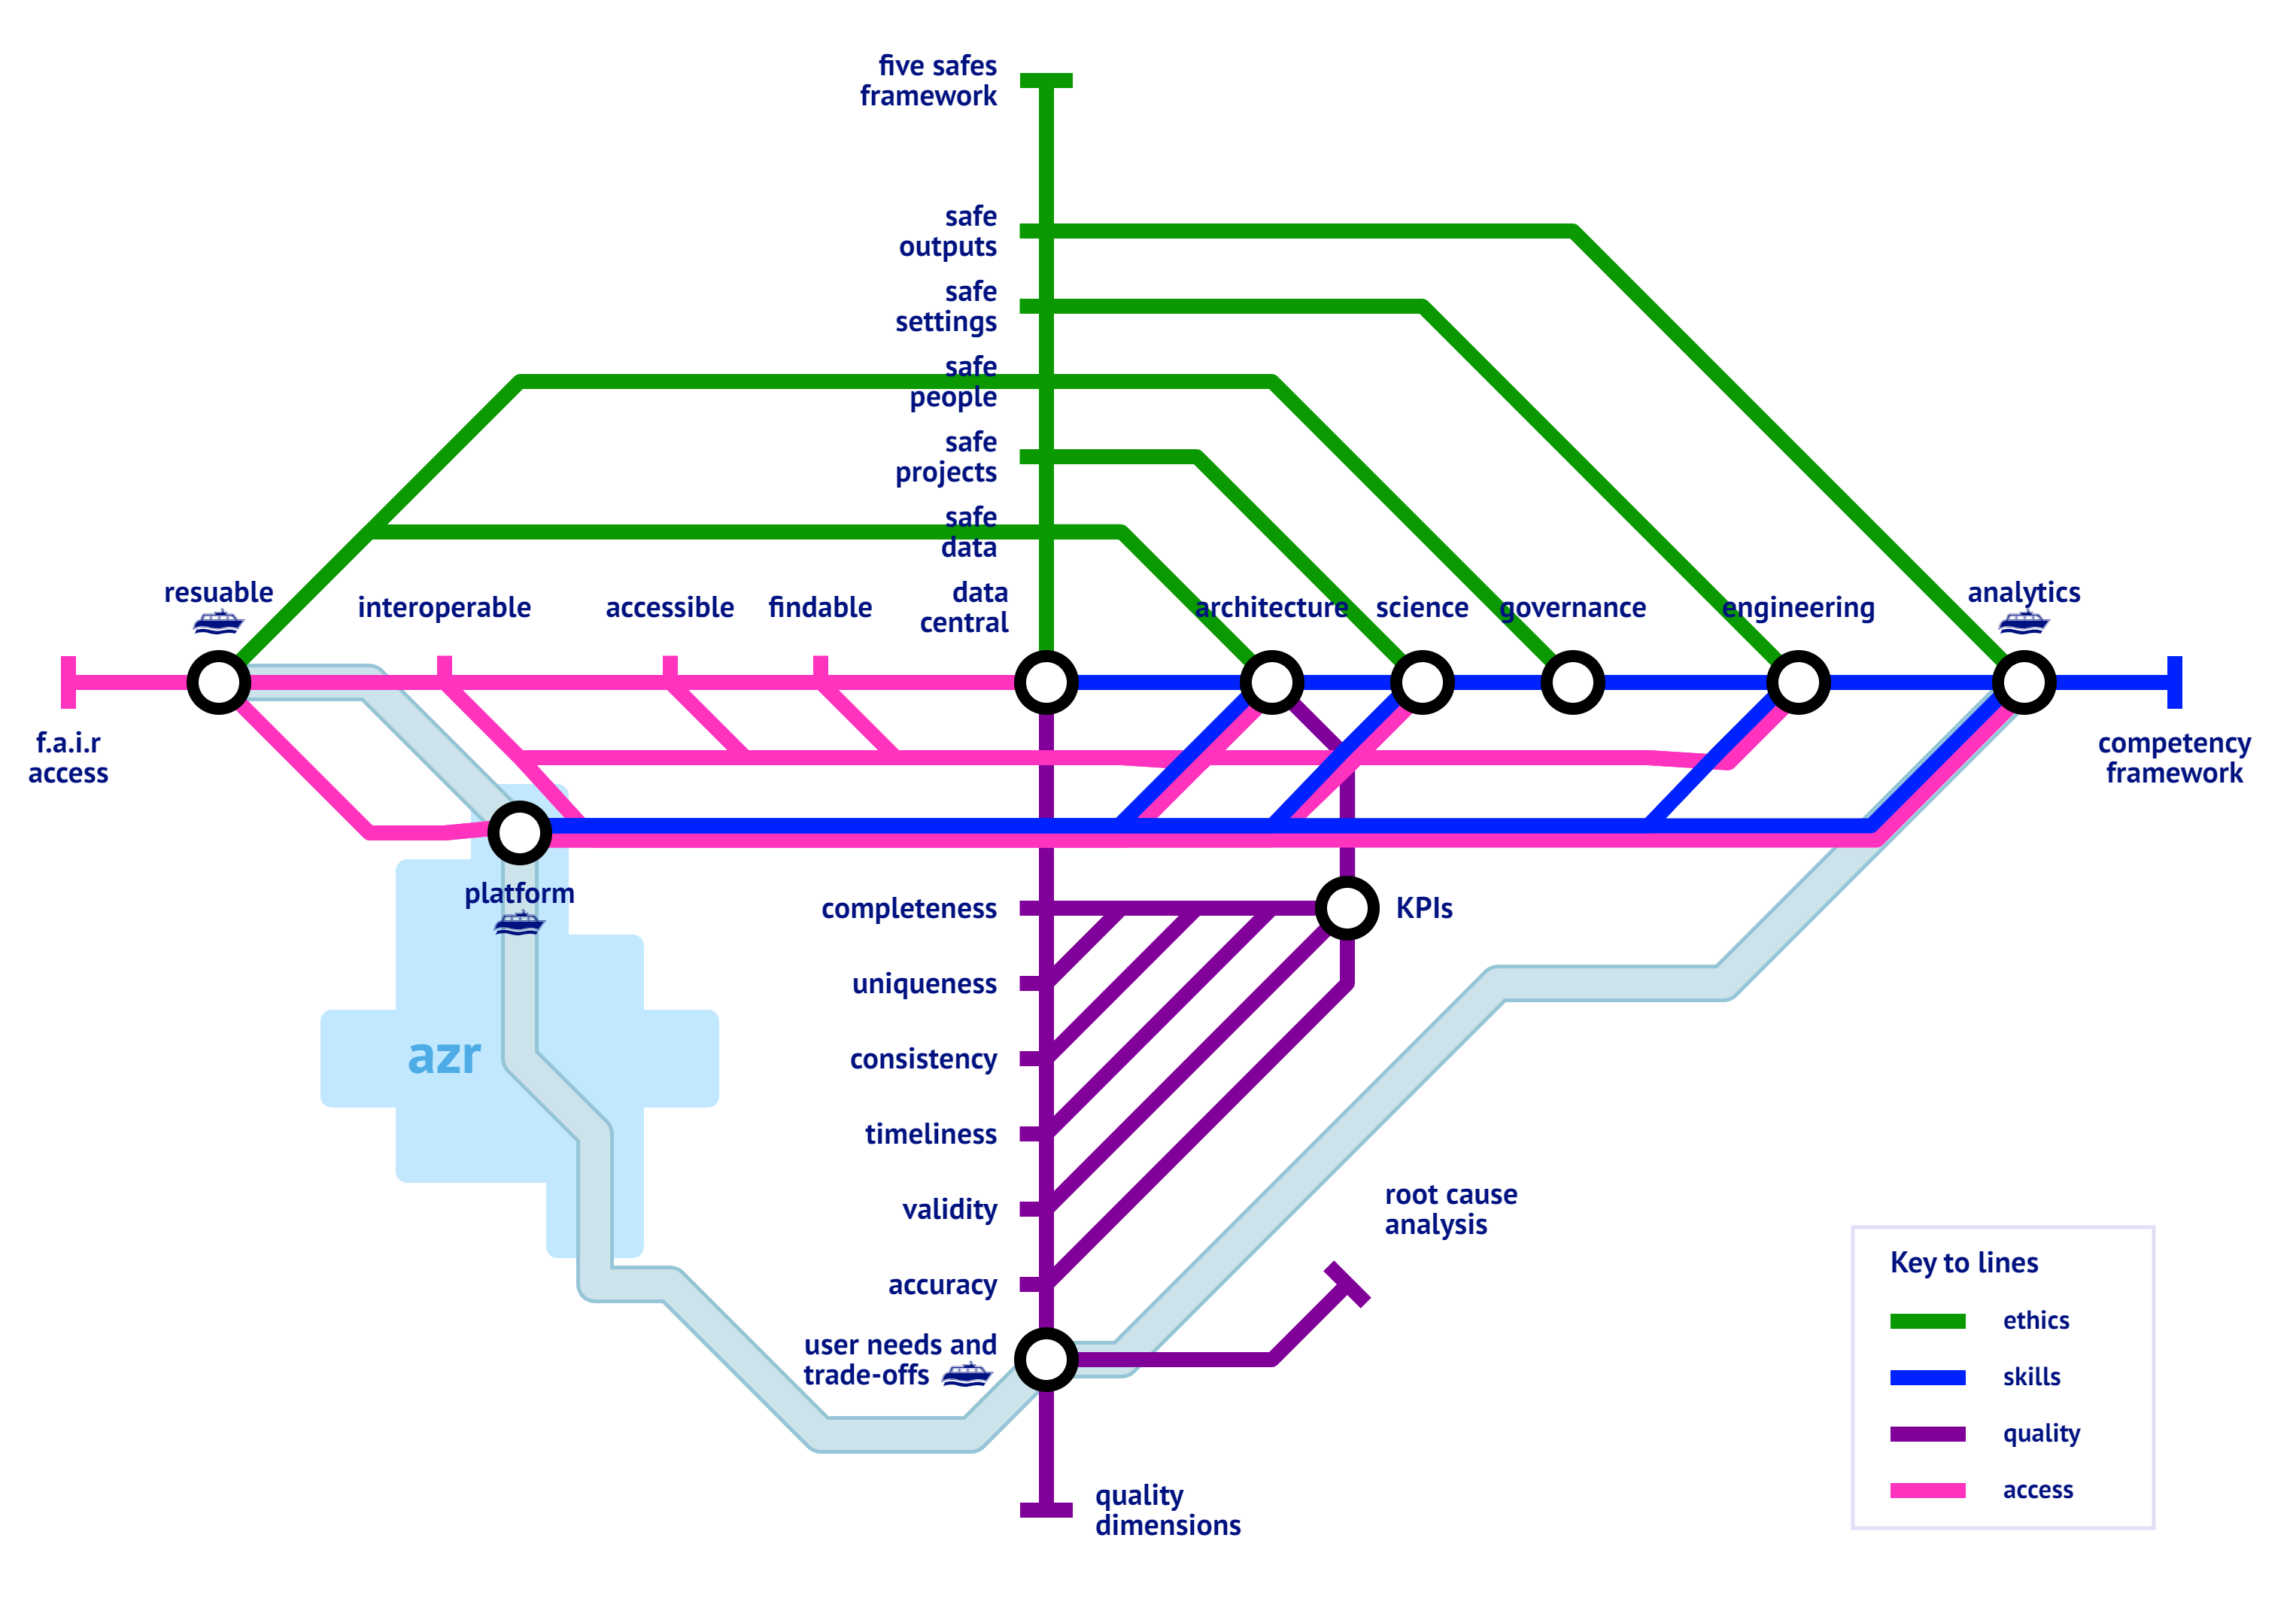 five safes
framework
safe
outputs
safe
settings
safe
people
safe
projects
safe
data
data
central
resuable
interoperable
accessible
findable
architecture
science
governance
engineering
analytics
f.a.i.r
access
competency
framework
platform
azr
completeness
KPIs
uniqueness
consistency
timeliness
validity
accuracy
root cause
analysis
user needs and
trade-offs
quality
dimensions
Key to lines
ethics
skills
quality
access